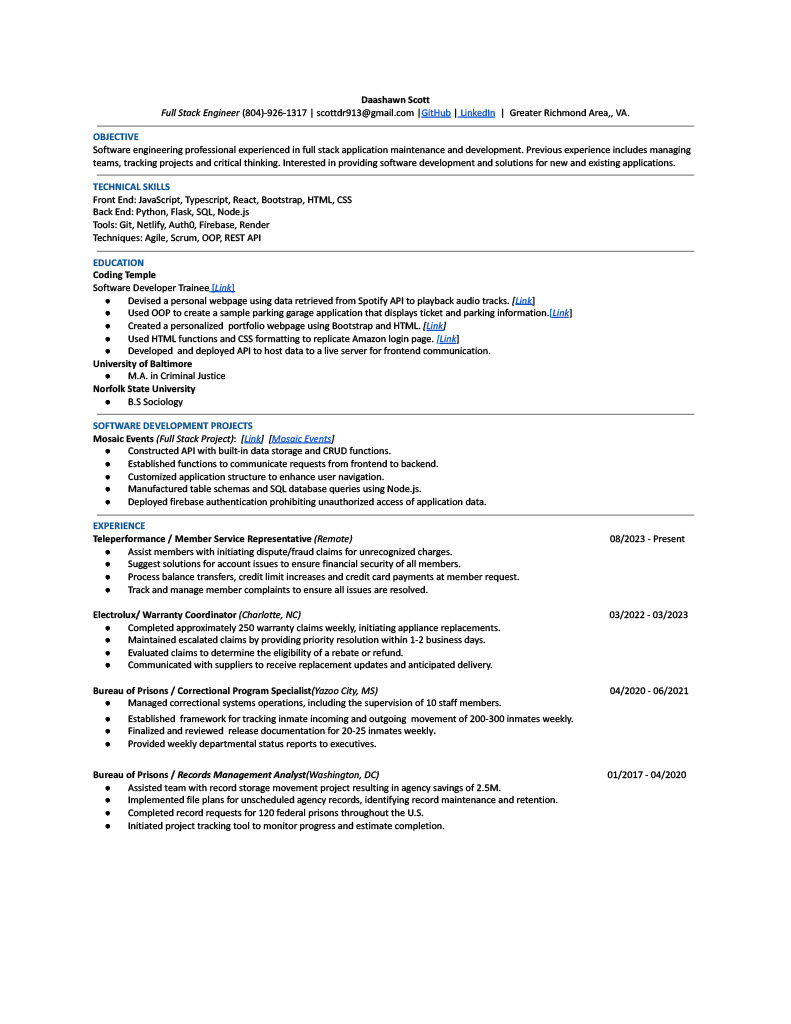 Daashawn Scott
Full Stack Engineer (804)-926-1317 | scottdr913@gmail.com |GitHub | LinkedIn | Greater Richmond Area,, VA.
OBJECTIVE
Software engineering professional experienced in full stack application maintenance and development. Previous experience includes managing
teams, tracking projects and critical thinking. Interested in providing software development and solutions for new and existing applications.
TECHNICAL SKILLS
Front End: JavaScript, Typescript, React, Bootstrap, HTML, CSS
Back End: Python, Flask, SQL, Node.js
Tools: Git, Netlify, Auth0, Firebase, Render
Techniques: Agile, Scrum, OOP, REST API
EDUCATION
Coding Temple
Software Developer Trainee [Link]
● Devised a personal webpage using data retrieved from Spotify API to playback audio tracks. [Link]
● Used OOP to create a sample parking garage application that displays ticket and parking information.[Link]
● Created a personalized portfolio webpage using Bootstrap and HTML. [Link]
● Used HTML functions and CSS formatting to replicate Amazon login page. [Link]
● Developed and deployed API to host data to a live server for frontend communication.
University of Baltimore
● M.A. in Criminal Justice
Norfolk State University
● B.S Sociology
SOFTWARE DEVELOPMENT PROJECTS
Mosaic Events (Full Stack Project): [Link] [Mosaic Events]
● Constructed API with built-in data storage and CRUD functions.
● Established functions to communicate requests from frontend to backend.
● Customized application structure to enhance user navigation.
● Manufactured table schemas and SQL database queries using Node.js.
● Deployed firebase authentication prohibiting unauthorized access of application data.
EXPERIENCE
Teleperformance / Member Service Representative (Remote) 08/2023 - Present
● Assist members with initiating dispute/fraud claims for unrecognized charges.
● Suggest solutions for account issues to ensure financial security of all members.
● Process balance transfers, credit limit increases and credit card payments at member request.
● Track and manage member complaints to ensure all issues are resolved.
Electrolux/ Warranty Coordinator (Charlotte, NC) 03/2022 - 03/2023
● Completed approximately 250 warranty claims weekly, initiating appliance replacements.
● Maintained escalated claims by providing priority resolution within 1-2 business days.
● Evaluated claims to determine the eligibility of a rebate or refund.
● Communicated with suppliers to receive replacement updates and anticipated delivery.
Bureau of Prisons / Correctional Program Specialist(Yazoo City, MS) 04/2020 - 06/2021
● Managed correctional systems operations, including the supervision of 10 staff members.
● Established framework for tracking inmate incoming and outgoing movement of 200-300 inmates weekly.
● Finalized and reviewed release documentation for 20-25 inmates weekly.
● Provided weekly departmental status reports to executives.
Bureau of Prisons / Records Management Analyst(Washington, DC) 01/2017 - 04/2020
● Assisted team with record storage movement project resulting in agency savings of 2.5M.
● Implemented file plans for unscheduled agency records, identifying record maintenance and retention.
● Completed record requests for 120 federal prisons throughout the U.S.
● Initiated project tracking tool to monitor progress and estimate completion.